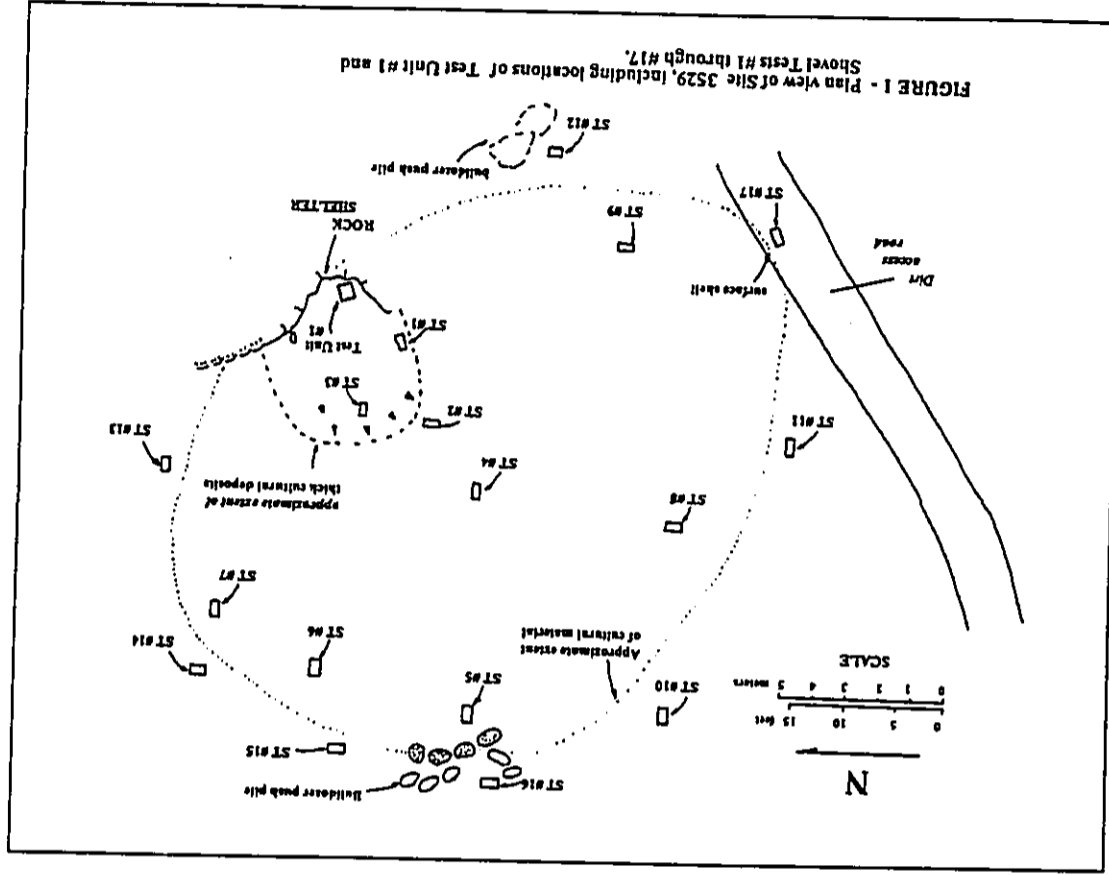 N
0 5 10 15 feet
0 1 2 3 4 5 meters
SCALE
ST #16
Bulldozer push pile
ST #15
ST #10
ST #5
ST #6
ST #14
Approximate extent
of cultural material
ST #7
ST #8
ST #4
approximate extent of
thick cultural deposits
ST #13
ST #11
ST #2
ST #3
Test Unit
#1
ST #1
Dirt
access
road
surface shell
ROCK
SHELTER
ST #17
ST #9
bulldozer push pile
ST #12
FIGURE 1 - Plan view of Site 3529, including locations of Test Unit #1 and
Shovel Tests #1 through #17.